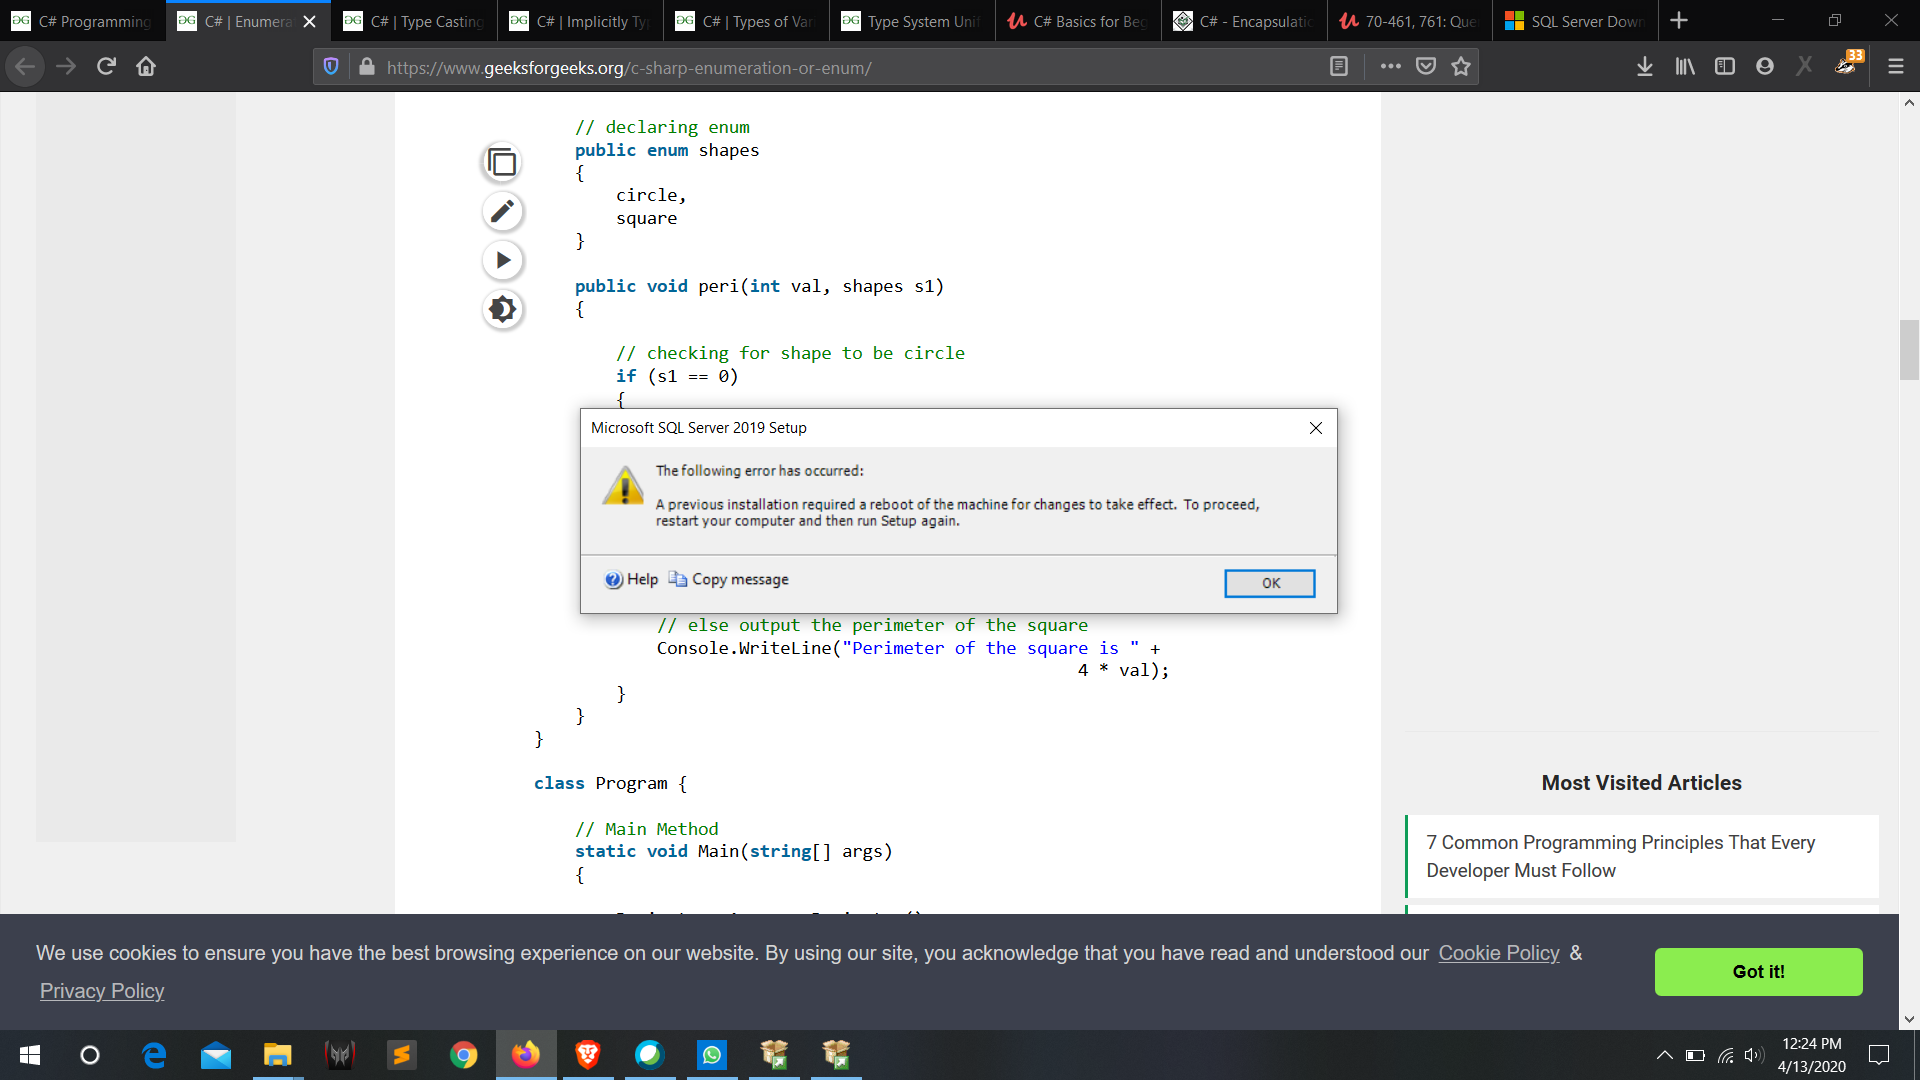 C# Programming
C# | Enumera
C# | Type Casting
C# | Implicitly Ty
C# | Types of Var
Type System Unif
C# Basics for Beg
C# - Encapsulatio
70-461, 761: Que
SQL Server Down
https://www.geeksforgeeks.org/c-sharp-enumeration-or-enum/
33
// declaring enum
public enum shapes
{
circle,
square
}
public void peri(int val, shapes s1)
{
// checking for shape to be circle
if (s1 == 0)
{
Microsoft SQL Server 2019 Setup
The following error has occurred:
A previous installation required a reboot of the machine for changes to take effect. To proceed,
restart your computer and then run Setup again.
Help Copy message
OK
// else output the perimeter of the square
Console.WriteLine("Perimeter of the square is " +
4 * val);
}
}
}
class Program {
// Main Method
static void Main(string[] args)
{
Most Visited Articles
7 Common Programming Principles That Every
Developer Must Follow
We use cookies to ensure you have the best browsing experience on our website. By using our site, you acknowledge that you have read and understood our Cookie Policy &
Privacy Policy
Got it!
12:24 PM
4/13/2020